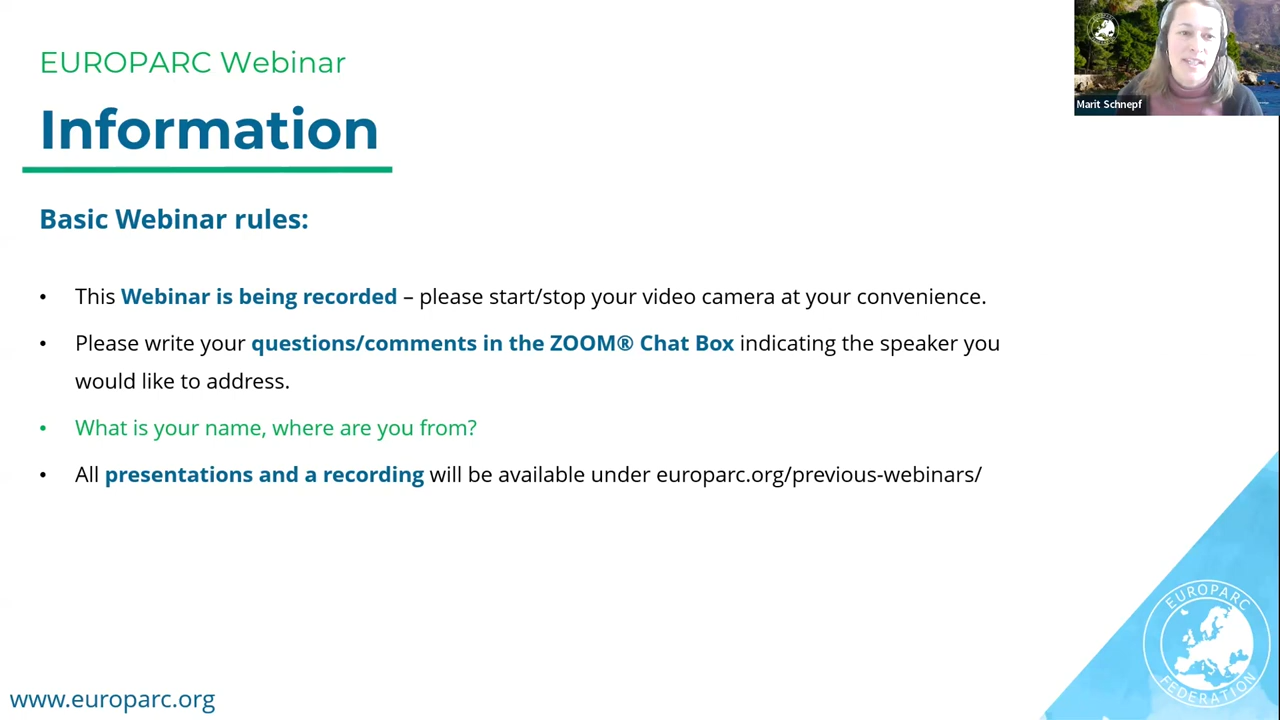 EUROPARC Webinar
Information
Marit Schnepf
Basic Webinar rules:
• This Webinar is being recorded – please start/stop your video camera at your convenience.
• Please write your questions/comments in the ZOOM® Chat Box indicating the speaker you
would like to address.
• What is your name, where are you from?
• All presentations and a recording will be available under europarc.org/previous-webinars/
EUROPARC
FEDERATION
www.europarc.org